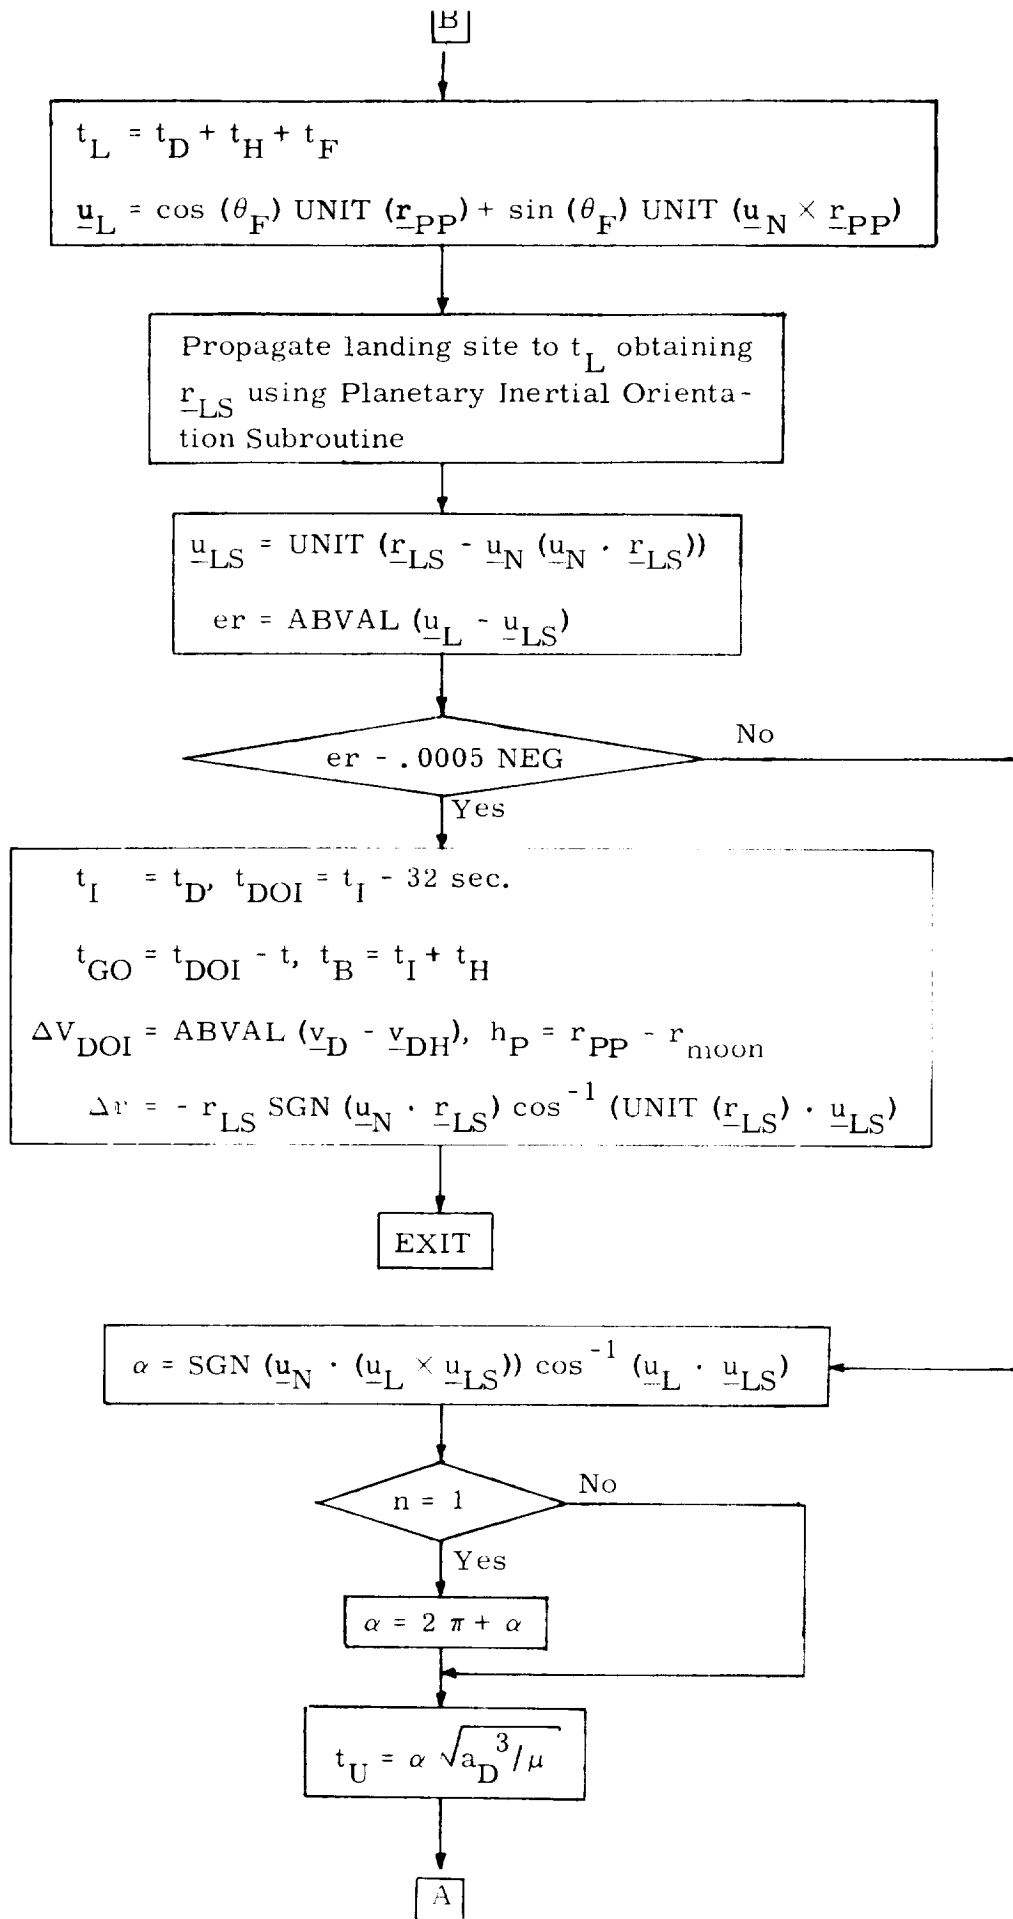 B
t_L = t_D + t_H + t_F
u_L = cos (θ_F) UNIT (r_PP) + sin (θ_F) UNIT (u_N × r_PP)
Propagate landing site to t_L obtaining
r_LS using Planetary Inertial Orienta-
tion Subroutine
u_LS = UNIT (r_LS - u_N (u_N · r_LS))
er = ABVAL (u_L - u_LS)
er - .0005 NEG
No
Yes
t_I = t_D, t_DOI = t_I - 32 sec.
t_GO = t_DOI - t, t_B = t_I + t_H
ΔV_DOI = ABVAL (v_D - v_DH), h_P = r_PP - r_moon
Δr = - r_LS SGN (u_N · r_LS) cos^-1 (UNIT (r_LS) · u_LS)
EXIT
α = SGN (u_N · (u_L × u_LS)) cos^-1 (u_L · u_LS)
n = 1
No
Yes
α = 2 π + α
t_U = α √(a_D^3/μ)
A